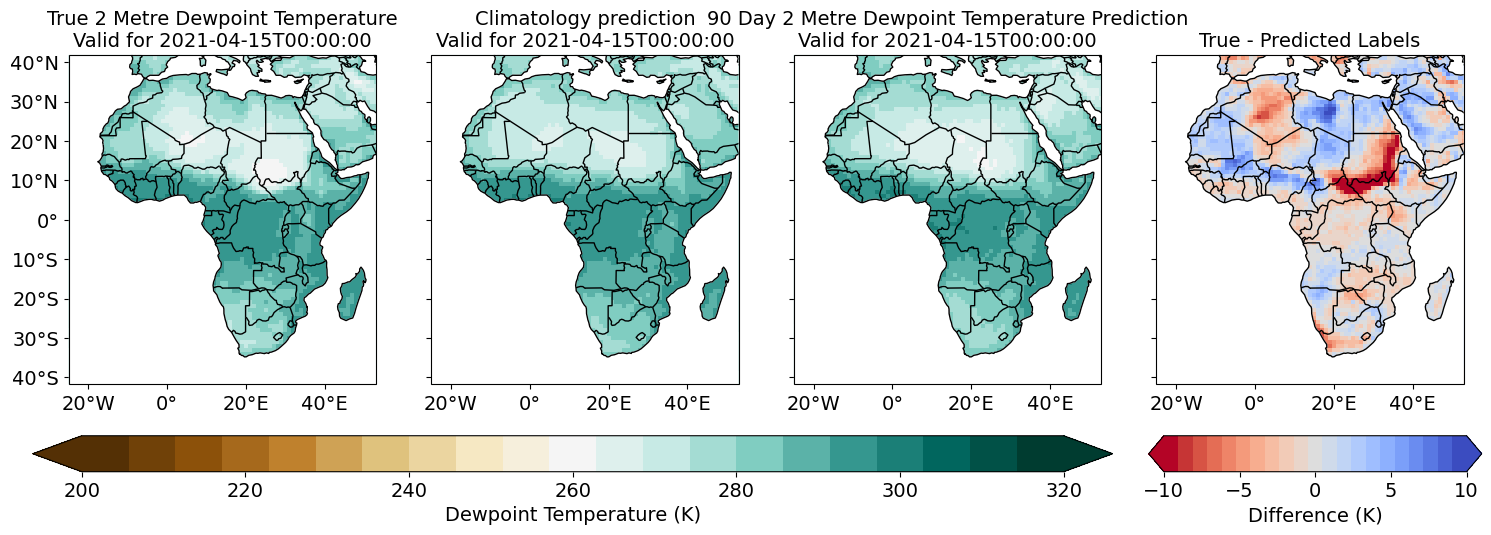 True 2 Metre Dewpoint Temperature
Valid for 2021-04-15T00:00:00
Climatology prediction  90 Day 2 Metre Dewpoint Temperature Prediction
Valid for 2021-04-15T00:00:00
Valid for 2021-04-15T00:00:00
True - Predicted Labels
40°N
30°N
20°N
10°N
0°
10°S
20°S
30°S
40°S
20°W 0° 20°E 40°E
20°W 0° 20°E 40°E
20°W 0° 20°E 40°E
20°W 0° 20°E 40°E
200 220 240 260 280 300 320
Dewpoint Temperature (K)
−10 −5 0 5 10
Difference (K)